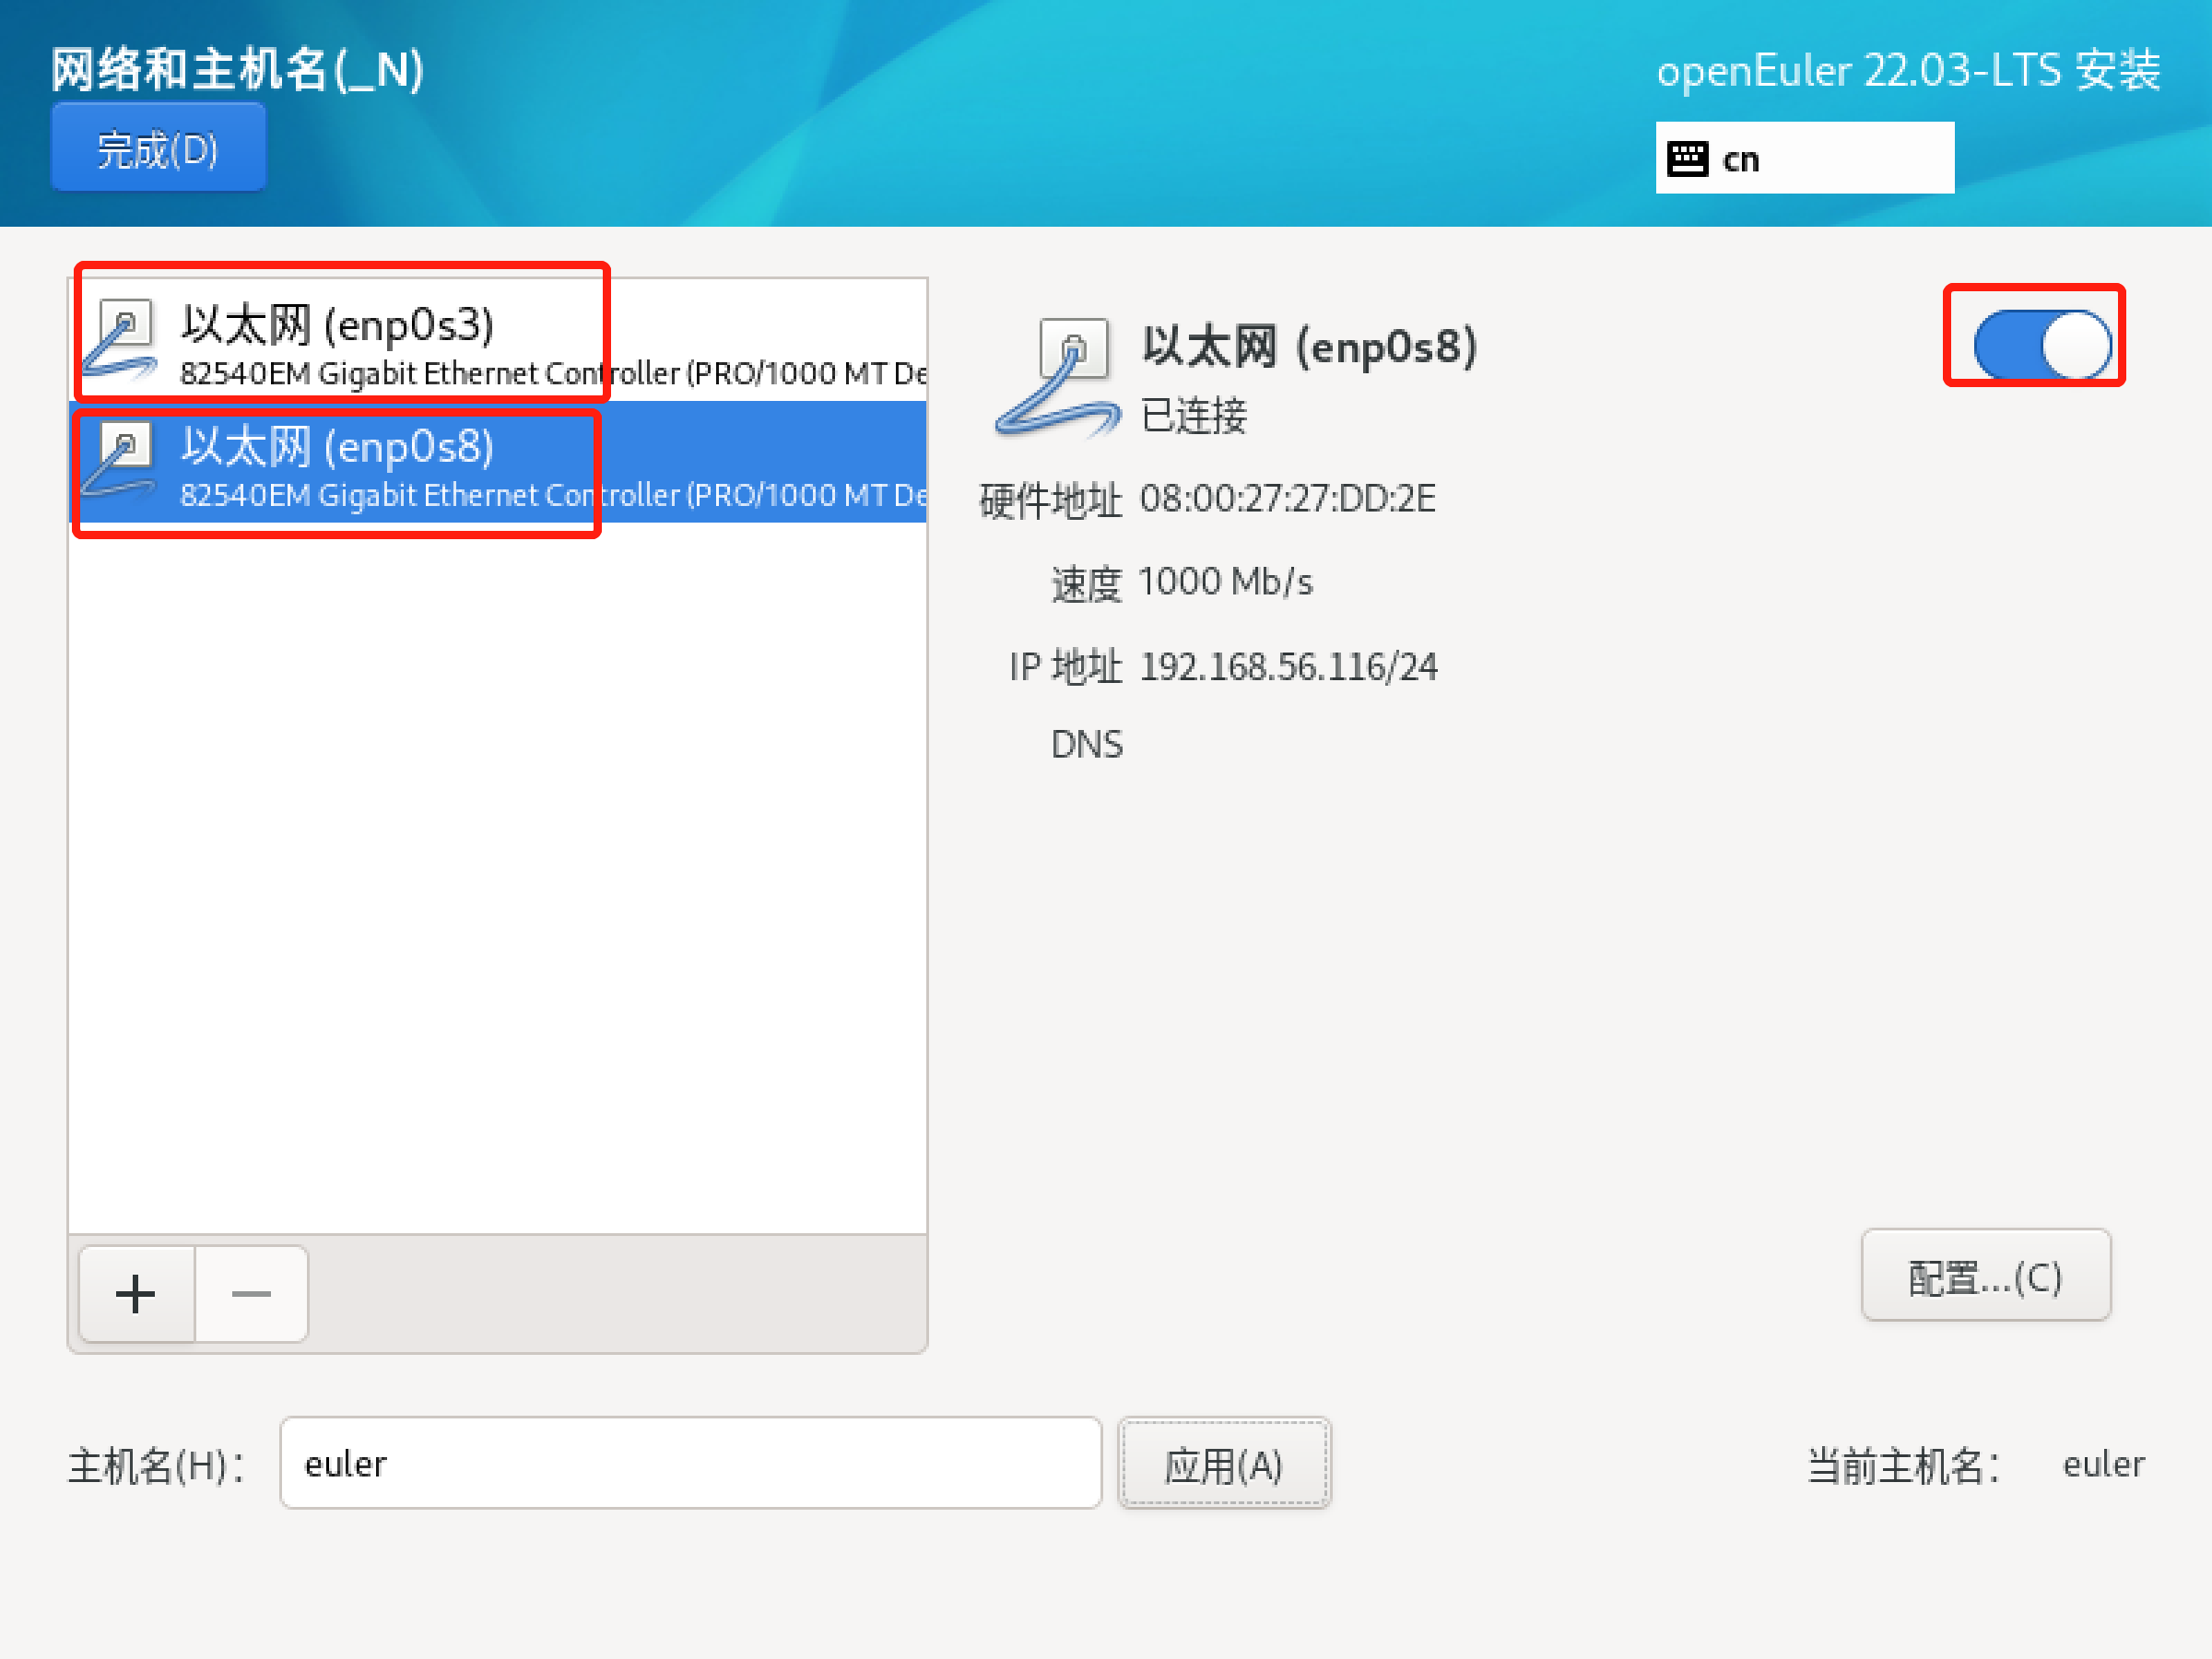 网络和主机名(_N)
openEuler 22.03-LTS 安装
完成(D)
cn
以太网 (enp0s3)
82540EM Gigabit Ethernet Controller (PRO/1000 MT De
以太网 (enp0s8)
82540EM Gigabit Ethernet Controller (PRO/1000 MT De
以太网 (enp0s8)
已连接
硬件地址 08:00:27:27:DD:2E
速度 1000 Mb/s
IP 地址 192.168.56.116/24
DNS
配置...(C)
主机名(H)： euler 应用(A) 当前主机名： euler